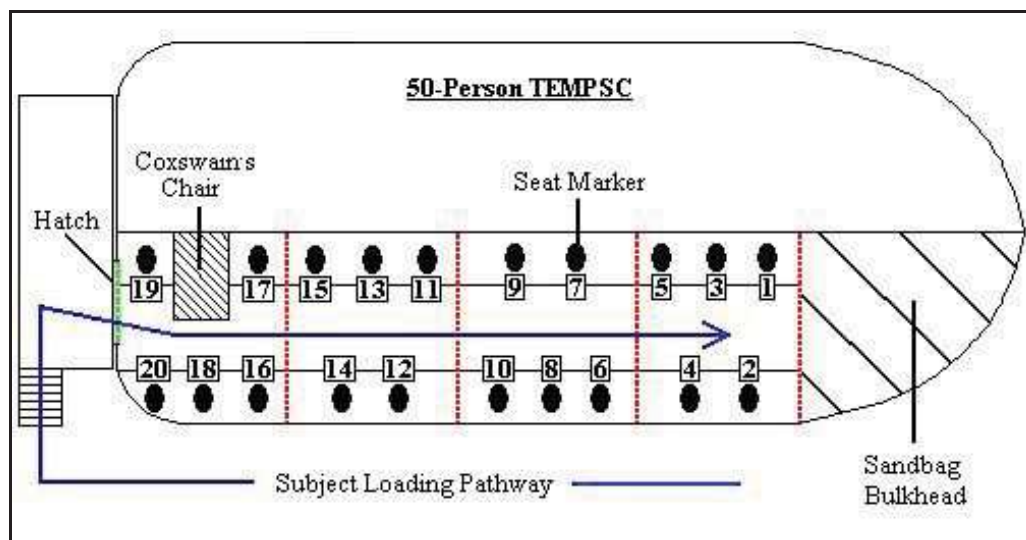 50-Person TEMPSC
Coxswain's
Chair
Seat Marker
Hatch
19 17 15 13 11 9 7 5 3 1
20 18 16 14 12 10 8 6 4 2
Subject Loading Pathway
Sandbag
Bulkhead